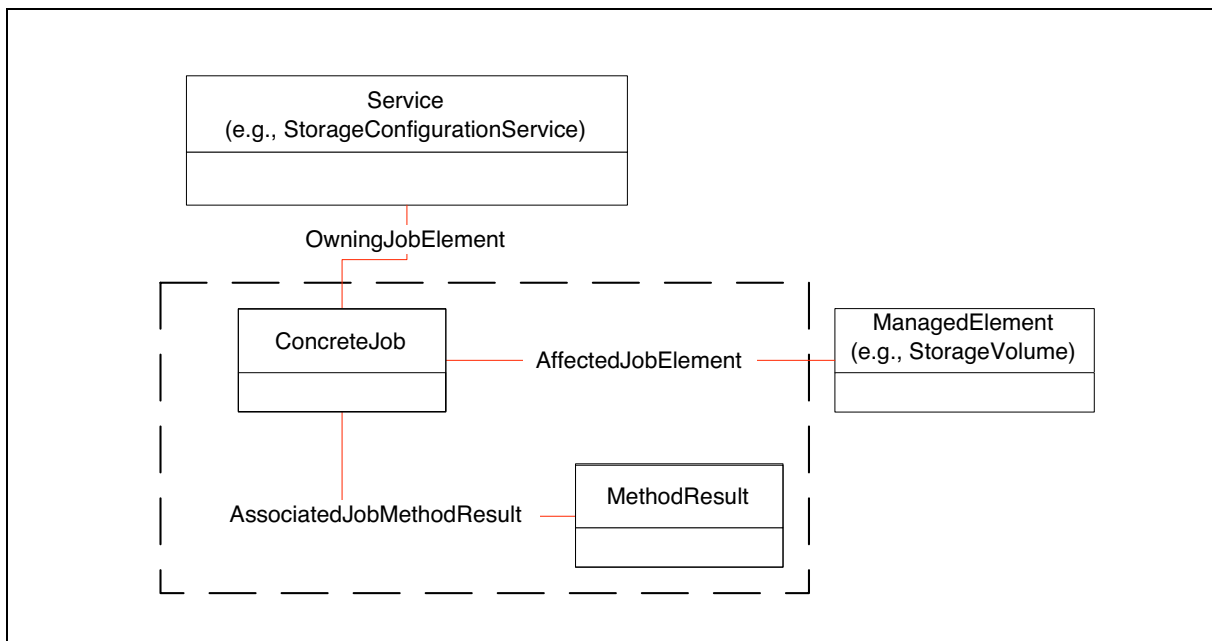 Service
(e.g., StorageConfigurationService)
OwningJobElement
ConcreteJob
AffectedJobElement
ManagedElement
(e.g., StorageVolume)
AssociatedJobMethodResult
MethodResult